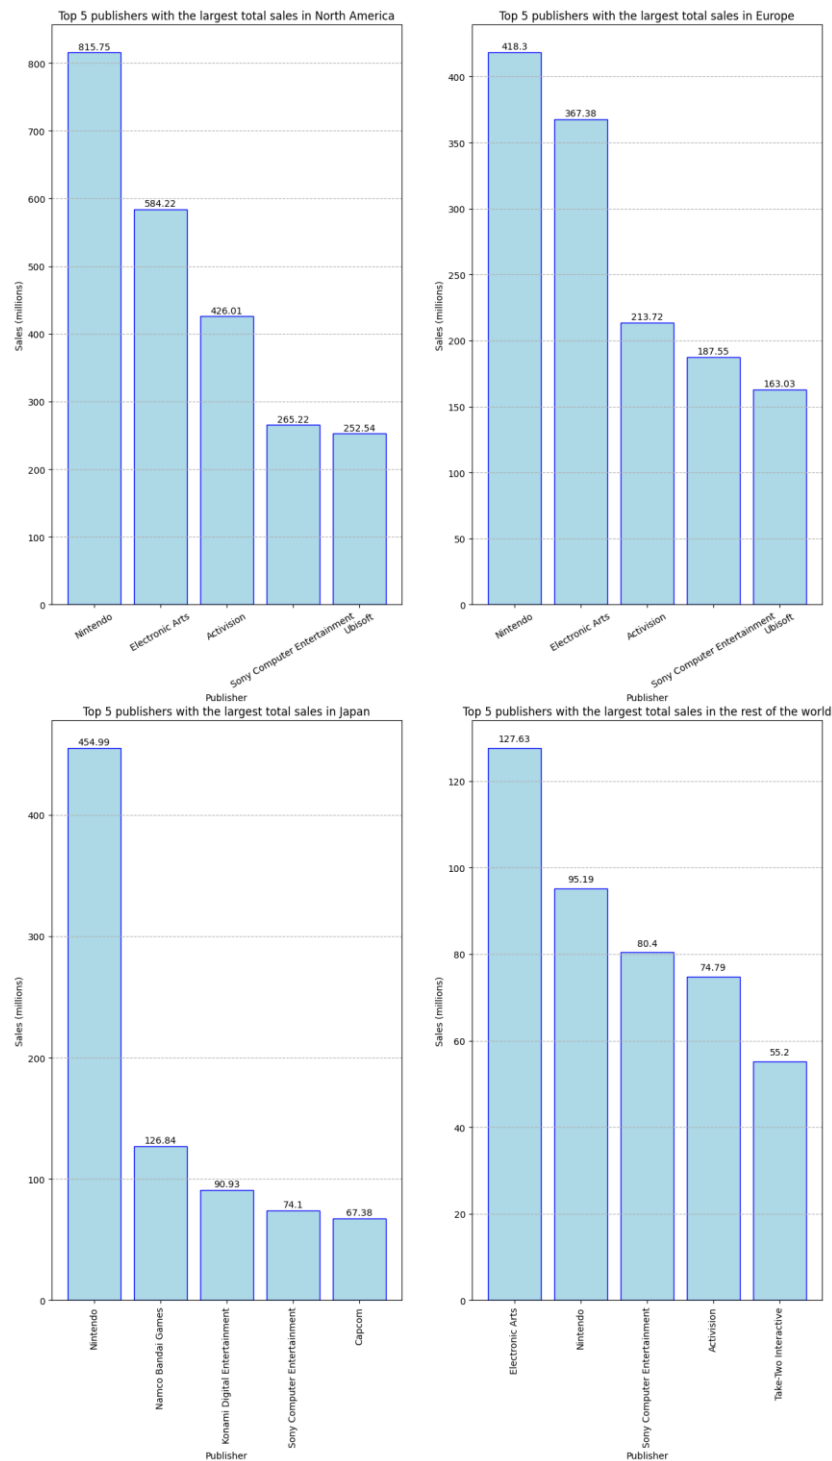 Top 5 publishers with the largest total sales in North America
815.75
800
700
600
584.22
500
426.01
400
300
265.22
252.54
200
100
0
Sales (millions)
Nintendo
Electronic Arts
Activision
Sony Computer Entertainment
Ubisoft
Publisher
Top 5 publishers with the largest total sales in Europe
418.3
400
367.38
350
300
250
213.72
200
187.55
163.03
150
100
50
0
Sales (millions)
Nintendo
Electronic Arts
Activision
Sony Computer Entertainment
Ubisoft
Publisher
Top 5 publishers with the largest total sales in Japan
454.99
400
300
200
126.84
100
90.93
74.1
67.38
0
Sales (millions)
Nintendo
Namco Bandai Games
Konami Digital Entertainment
Sony Computer Entertainment
Capcom
Publisher
Top 5 publishers with the largest total sales in the rest of the world
127.63
120
100
95.19
80.4
80
74.79
60
55.2
40
20
0
Sales (millions)
Electronic Arts
Nintendo
Sony Computer Entertainment
Activision
Take-Two Interactive
Publisher